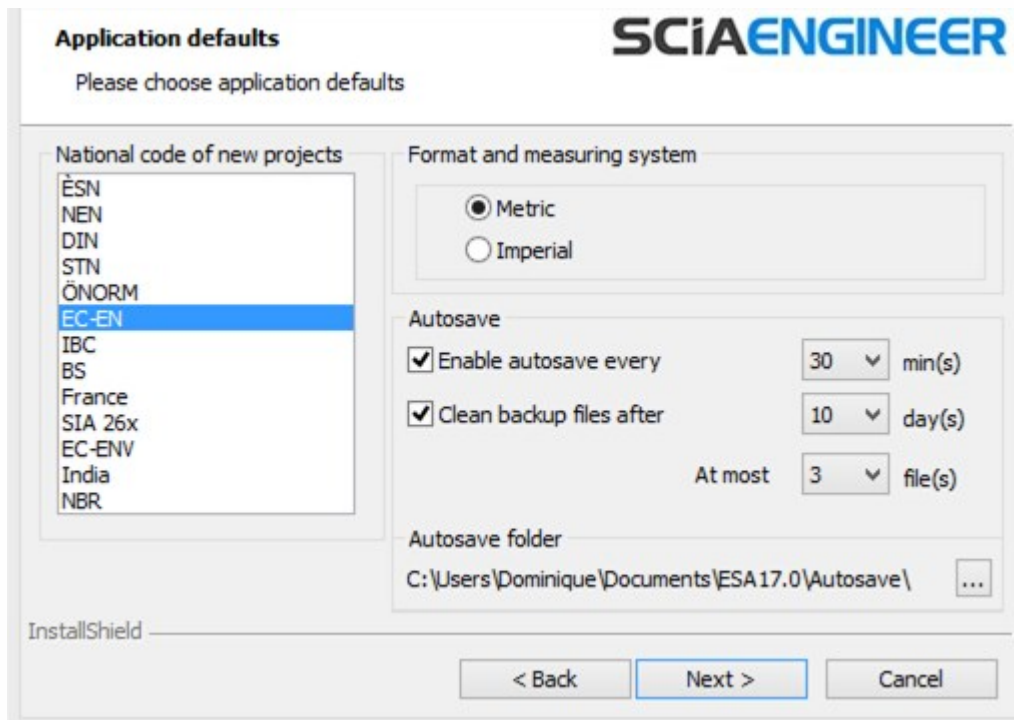 Application defaults
SCiAENGINEER
Please choose application defaults
National code of new projects
ÈSN
NEN
DIN
STN
ÖNORM
EC-EN
IBC
BS
France
SIA 26x
EC-ENV
India
NBR
Format and measuring system
Metric
Imperial
Autosave
Enable autosave every 30 min(s)
Clean backup files after 10 day(s)
At most 3 file(s)
Autosave folder
C:\Users\Dominique\Documents\ESA17.0\Autosave\ ...
InstallShield
< Back Next > Cancel